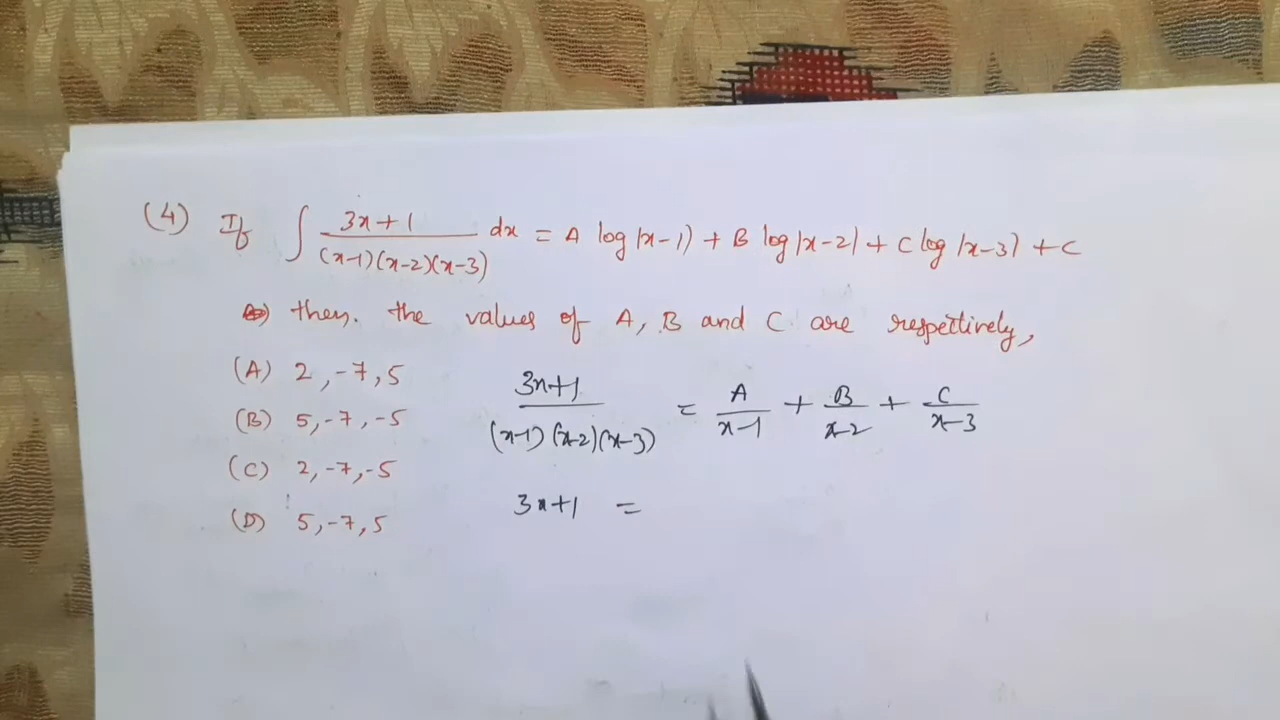 (4) If ∫ 3x+1 / (x-1)(x-2)(x-3) dx = A log|x-1| + B log|x-2| + C log|x-3| + C
then. the values of A, B and C are respectively,
(A) 2, -7, 5
(B) 5, -7, -5
(C) 2, -7, -5
(D) 5, -7, 5
3x+1 / (x-1)(x-2)(x-3) = A / x-1 + B / x-2 + C / x-3
3x+1 =